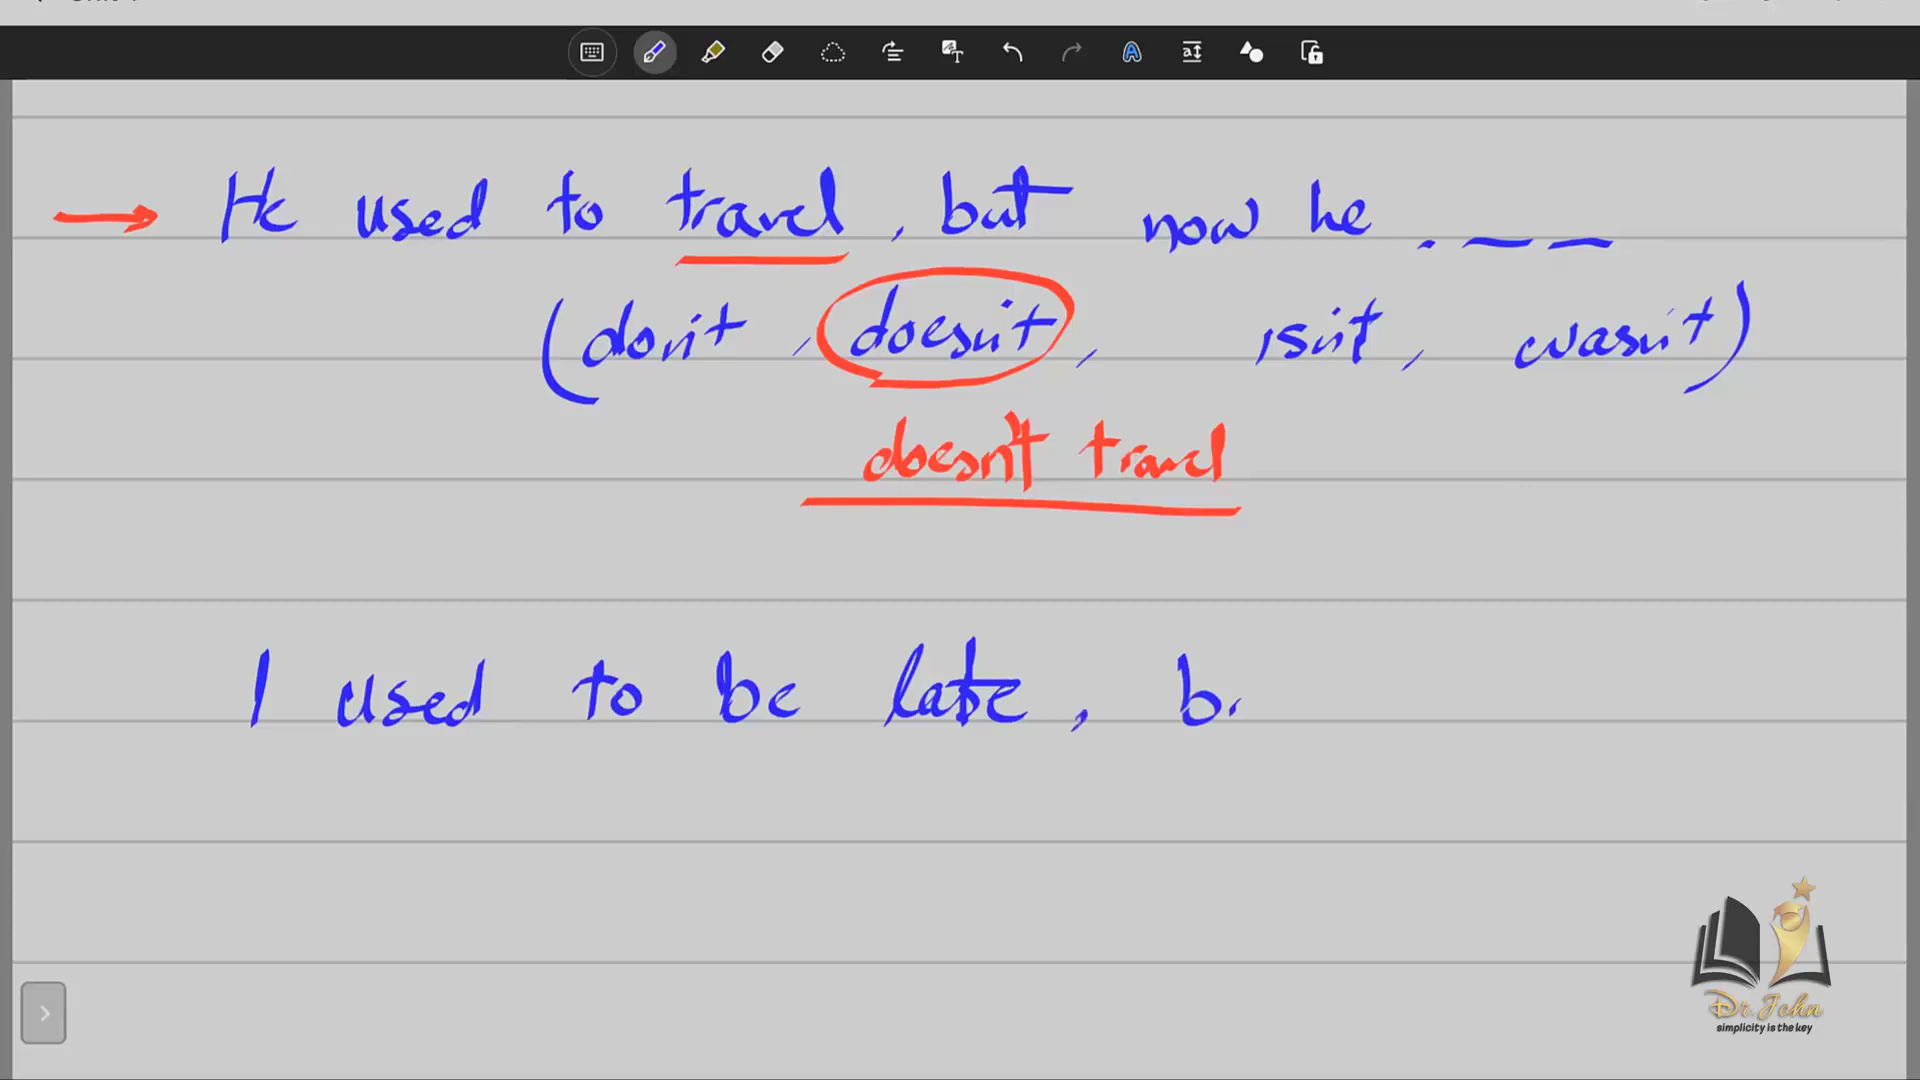 → He used to travel, but now he . _ _
(don't, doesn't, isn't, wasn't)
doesn't travel
I used to be late, b.
Dr. John
simplicity is the key